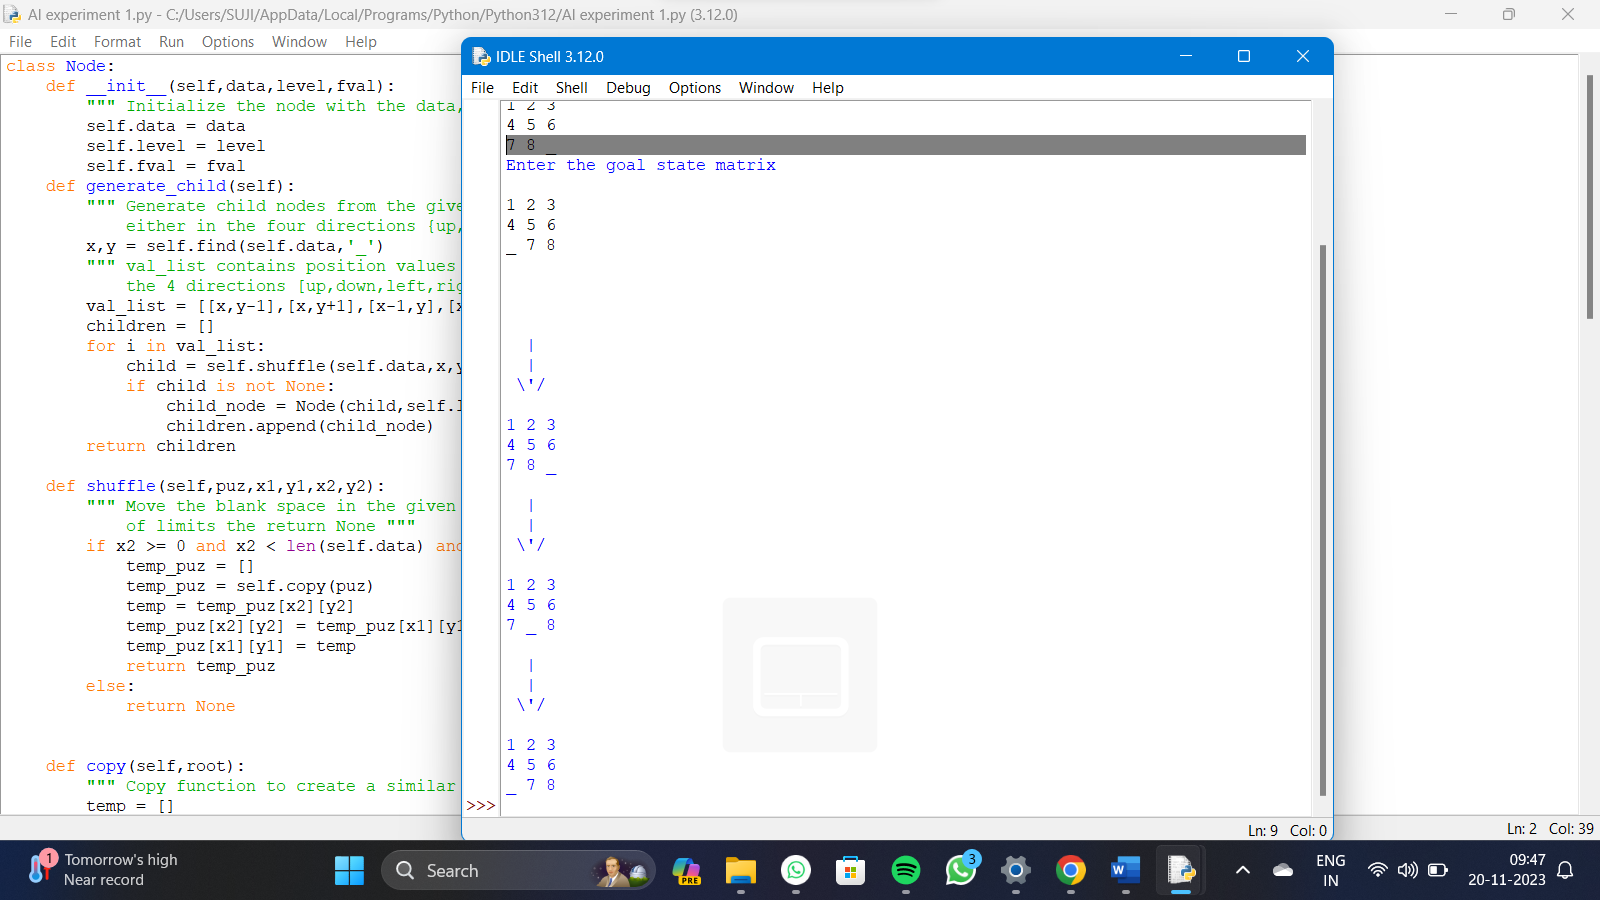 AI experiment 1.py - C:/Users/SUJI/AppData/Local/Programs/Python/Python312/AI experiment 1.py (3.12.0)
File Edit Format Run Options Window Help
class Node:
    def __init__(self,data,level,fval):
        """ Initialize the node with the data,
        self.data = data
        self.level = level
        self.fval = fval
    def generate_child(self):
        """ Generate child nodes from the give
            either in the four directions {up,
        x,y = self.find(self.data,'_')
        """ val_list contains position values
            the 4 directions [up,down,left,rig
        val_list = [[x,y-1],[x,y+1],[x-1,y],[x
        children = []
        for i in val_list:
            child = self.shuffle(self.data,x,y
            if child is not None:
                child_node = Node(child,self.l
                children.append(child_node)
        return children
    def shuffle(self,puz,x1,y1,x2,y2):
        """ Move the blank space in the given
            of limits the return None """
        if x2 >= 0 and x2 < len(self.data) and
            temp_puz = []
            temp_puz = self.copy(puz)
            temp = temp_puz[x2][y2]
            temp_puz[x2][y2] = temp_puz[x1][y1
            temp_puz[x1][y1] = temp
            return temp_puz
        else:
            return None
    def copy(self,root):
        """ Copy function to create a similar
        temp = []
Ln: 2 Col: 39
IDLE Shell 3.12.0
File Edit Shell Debug Options Window Help
1 2 3
4 5 6
7 8 _
Enter the goal state matrix
1 2 3
4 5 6
_ 7 8
|
|
\'/
1 2 3
4 5 6
7 8 _
|
|
\'/
1 2 3
4 5 6
7 _ 8
|
|
\'/
1 2 3
4 5 6
_ 7 8
>>>
Ln: 9 Col: 0
1
Tomorrow's high
Near record
Search
PRE
3
W
ENG
IN
09:47
20-11-2023